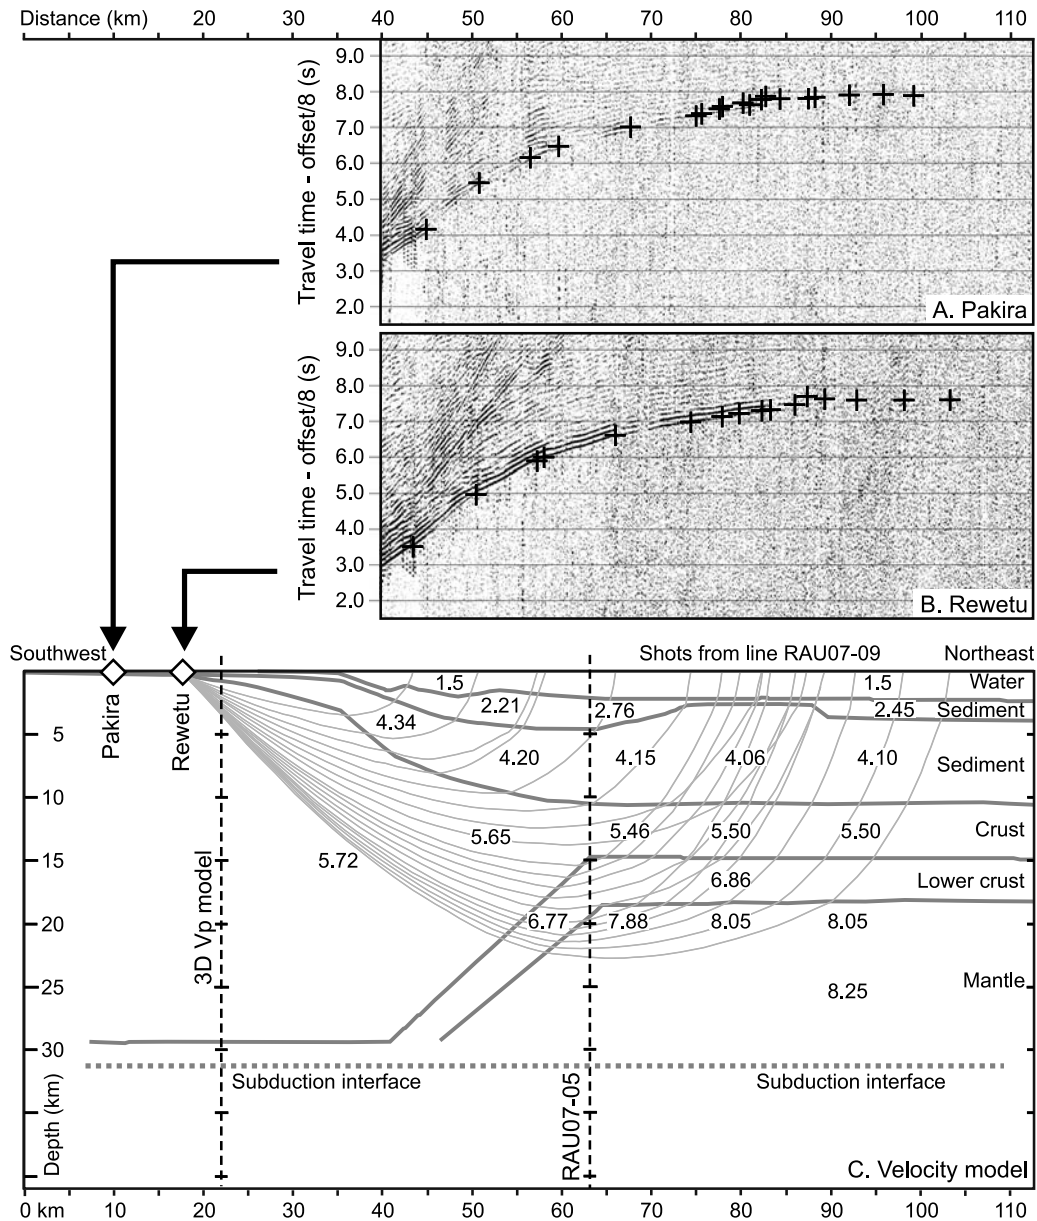 Distance (km) 20 30 40 50 60 70 80 90 100 110
Travel time - offset/8 (s)
9.0
8.0
7.0
6.0
5.0
4.0
3.0
2.0
A. Pakira
Travel time - offset/8 (s)
9.0
8.0
7.0
6.0
5.0
4.0
3.0
2.0
B. Rewetu
Southwest Shots from line RAU07-09 Northeast
Pakira
Rewetu
1.5 1.5 Water
2.21 2.76 2.45 Sediment
4.34
5
4.20 4.15 4.06 4.10 Sediment
10
5.65 5.46 5.50 5.50 Crust
15
5.72
6.86 Lower crust
20
6.77 7.88 8.05 8.05
3D Vp model
25
8.25 Mantle
30
Subduction interface Subduction interface
Depth (km)
RAU07-05
C. Velocity model
0 km 10 20 30 40 50 60 70 80 90 100 110